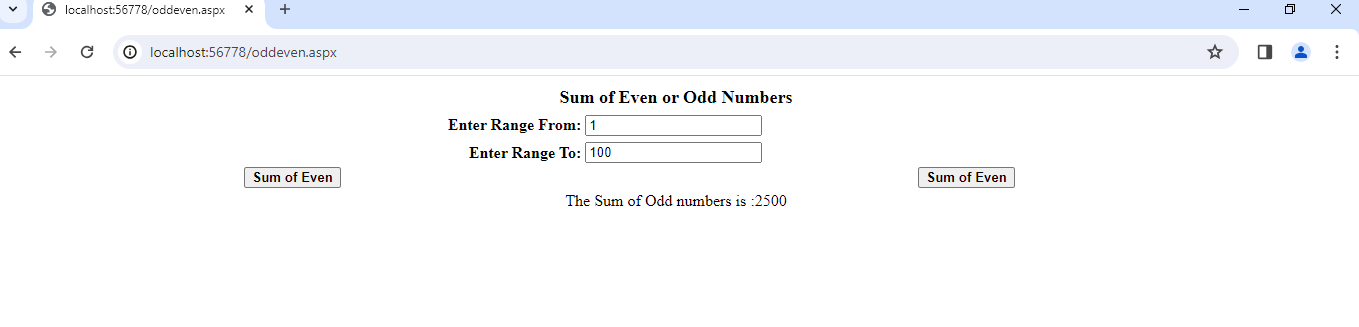 localhost:56778/oddeven.aspx
localhost:56778/oddeven.aspx
Sum of Even or Odd Numbers
Enter Range From: 1
Enter Range To: 100
Sum of Even Sum of Even
The Sum of Odd numbers is :2500